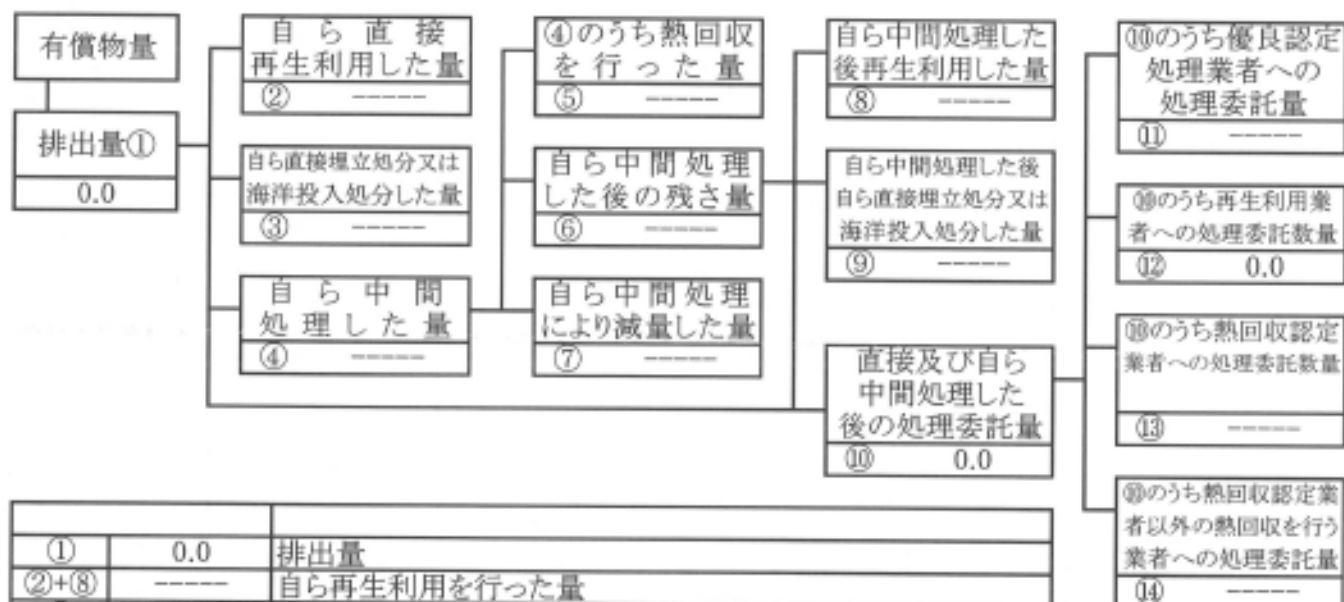 有償物量
排出量①
0.0
自ら直接
再生利用した量
② -----
自ら直接埋立処分又は
海洋投入処分した量
③ -----
自ら中間
処理した量
④ -----
④のうち熱回収
を行った量
⑤ -----
自ら中間処理
した後の残さ量
⑥ -----
自ら中間処理
により減量した量
⑦ -----
自ら中間処理した
後再生利用した量
⑧ -----
自ら中間処理した後
自ら直接埋立処分又は
海洋投入処分した量
⑨ -----
直接及び自ら
中間処理した
後の処理委託量
⑩ 0.0
⑩のうち優良認定
処理業者への
処理委託量
⑪ -----
⑩のうち再生利用業
者への処理委託数量
⑫ 0.0
⑩のうち熱回収認定
業者への処理委託数量
⑬ -----
⑩のうち熱回収認定業
者以外の熱回収を行う
業者への処理委託量
⑭ -----
① 0.0 排出量
②+⑧ ----- 自ら再生利用を行った量